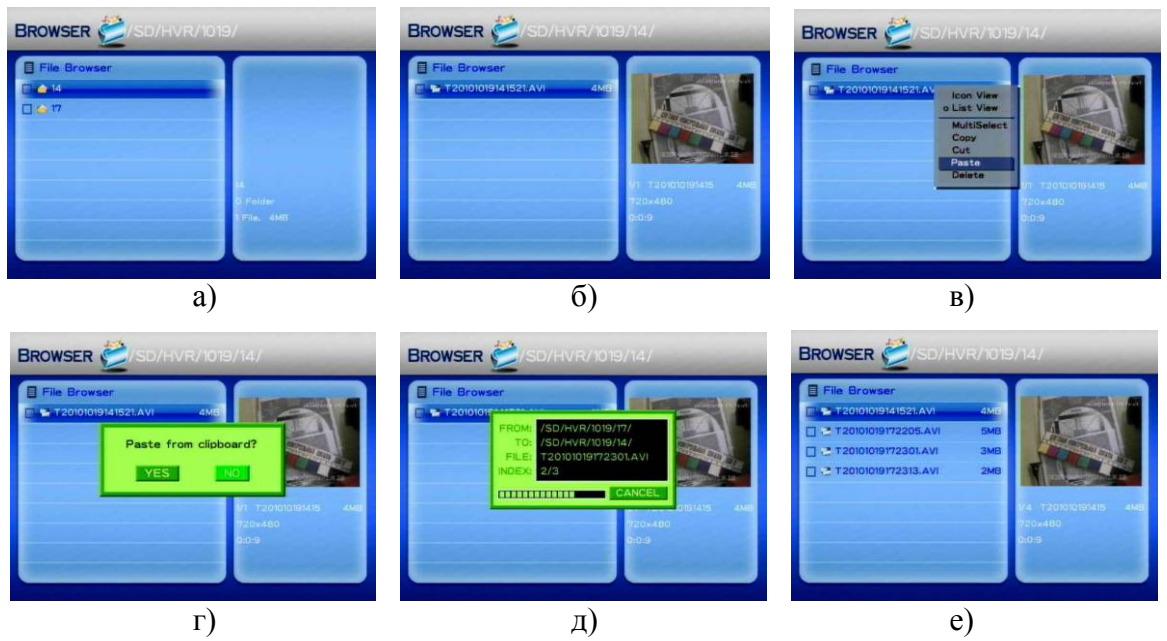 BROWSER /SD/HVR/1019/
File Browser
14
17
14
0 Folder
1 File, 4MB
а)
BROWSER /SD/HVR/1019/14/
File Browser
T20101019141521.AVI 4MB
1/1 T201010191415 4MB
720x480
0:0:9
б)
BROWSER /SD/HVR/1019/14/
File Browser
T20101019141521.AV
Icon View
o List View
MultiSelect
Copy
Cut
Paste
Delete
1/1 T201010191415 4MB
720x480
0:0:9
в)
BROWSER /SD/HVR/1019/14/
File Browser
T20101019141521.AVI 4MB
Paste from clipboard?
YES NO
1/1 T201010191415 4MB
720x480
0:0:9
г)
BROWSER /SD/HVR/1019/14/
File Browser
FROM: /SD/HVR/1019/17/
TO: /SD/HVR/1019/14/
FILE: T20101019172301.AVI
INDEX: 2/3
CANCEL
720x480
0:0:9
д)
BROWSER /SD/HVR/1019/14/
File Browser
T20101019141521.AVI 4MB
T20101019172205.AVI 5MB
T20101019172301.AVI 3MB
T20101019172313.AVI 2MB
1/4 T201010191415 4MB
720x480
0:0:9
е)